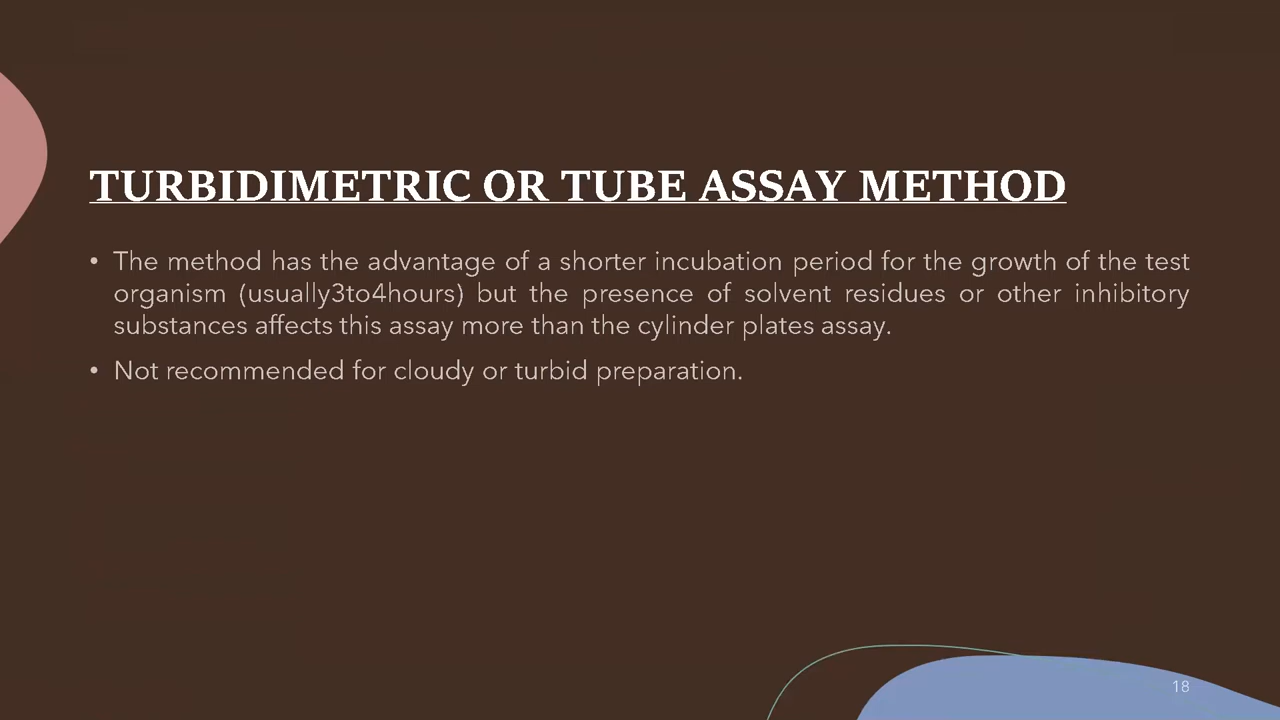 TURBIDIMETRIC OR TUBE ASSAY METHOD
• The method has the advantage of a shorter incubation period for the growth of the test
organism (usually3to4hours) but the presence of solvent residues or other inhibitory
substances affects this assay more than the cylinder plates assay.
• Not recommended for cloudy or turbid preparation.
18